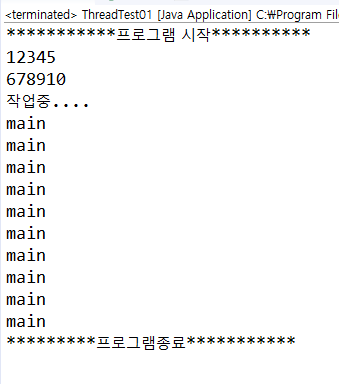 <terminated> ThreadTest01 [Java Application] C:\Program File
***********프로그램 시작**********
12345
678910
작업중....
main
main
main
main
main
main
main
main
main
main
*********프로그램종료***********